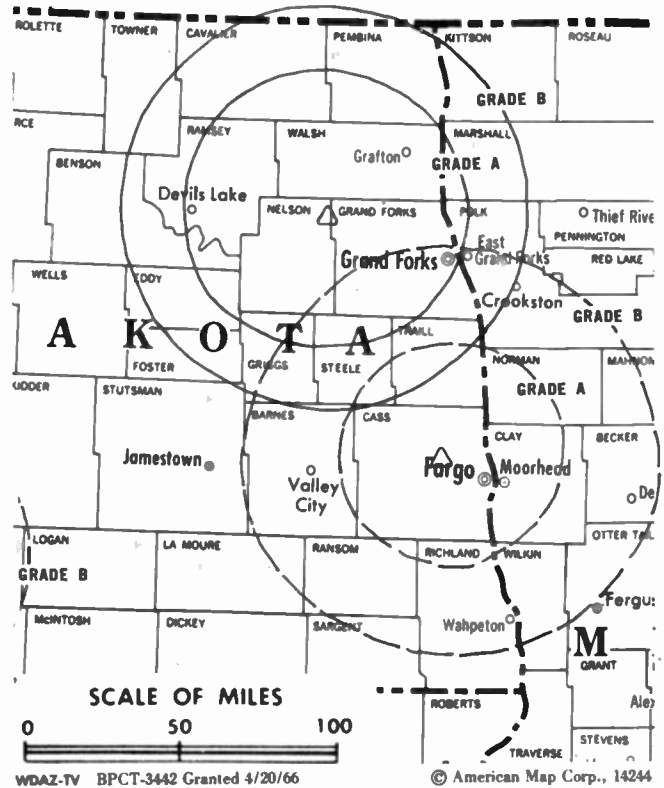 ROLETTE TOWNER CAVALIER PEMBINA KITTSON ROSEAU
GRADE B
RCE RAMSEY WALSH MARSHALL
Grafton GRADE A
BENSON
Devils Lake NELSON GRAND FORKS POLK Thief Rive
PENNINGTON
Grand Forks East Grand Forks RED LAKE
WELLS EDDY
Crookston
GRADE B
A K O T A TRAILL
FOSTER GRIGGS STEELE NORMAN MAHNOM
KIDDER STUTSMAN GRADE A
BARNES CASS
CLAY BECKER
Jamestown Fargo Moorhead
Valley City
De
LOGAN LA MOURE RANSOM RICHLAND WILKIN OTTER TAIL
GRADE B
Fergus
McINTOSH DICKEY SARGENT Wahpeton
M
GRANT
SCALE OF MILES
ROBERTS Alex
0 50 100
STEVENS
TRAVERSE
WDAZ-TV BPCT-3442 Granted 4/20/66 © American Map Corp., 14244